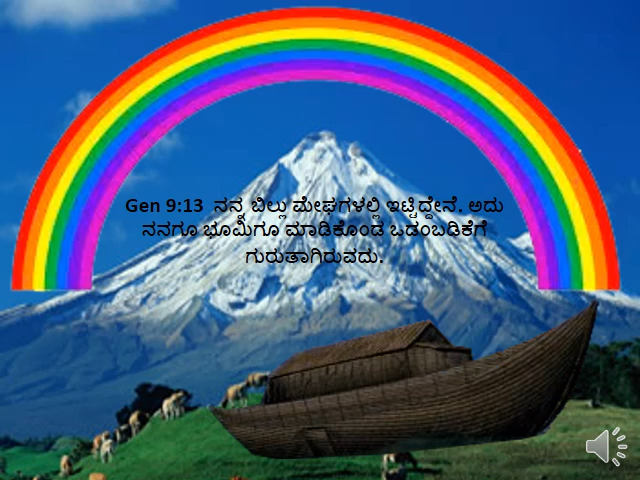 Gen 9:13 ನನ್ನ ಬಿಲ್ಲು ಮೇಘಗಳಲ್ಲಿ ಇಟ್ಟಿದ್ದೇನೆ. ಅದು
ನನಗೂ ಭೂಮಿಗೂ ಮಾಡಿಕೊಂಡ ಒಡಂಬಡಿಕೆಗೆ
ಗುರುತಾಗಿರುವದು.